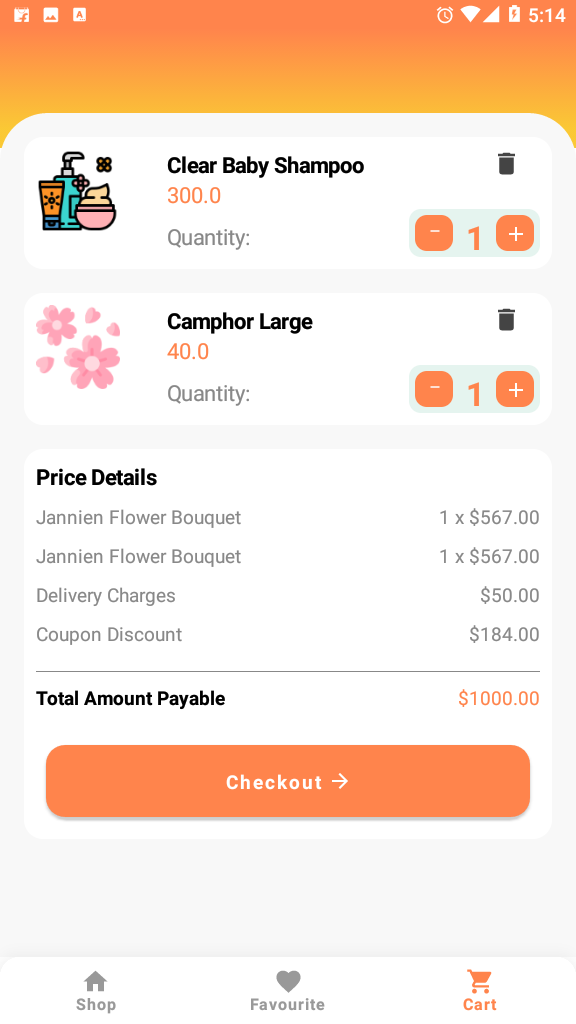 5:14
Clear Baby Shampoo
300.0
Quantity:
- 1 +
Camphor Large
40.0
Quantity:
- 1 +
Price Details
Jannien Flower Bouquet 1 x $567.00
Jannien Flower Bouquet 1 x $567.00
Delivery Charges $50.00
Coupon Discount $184.00
Total Amount Payable $1000.00
Checkout →
Shop Favourite Cart